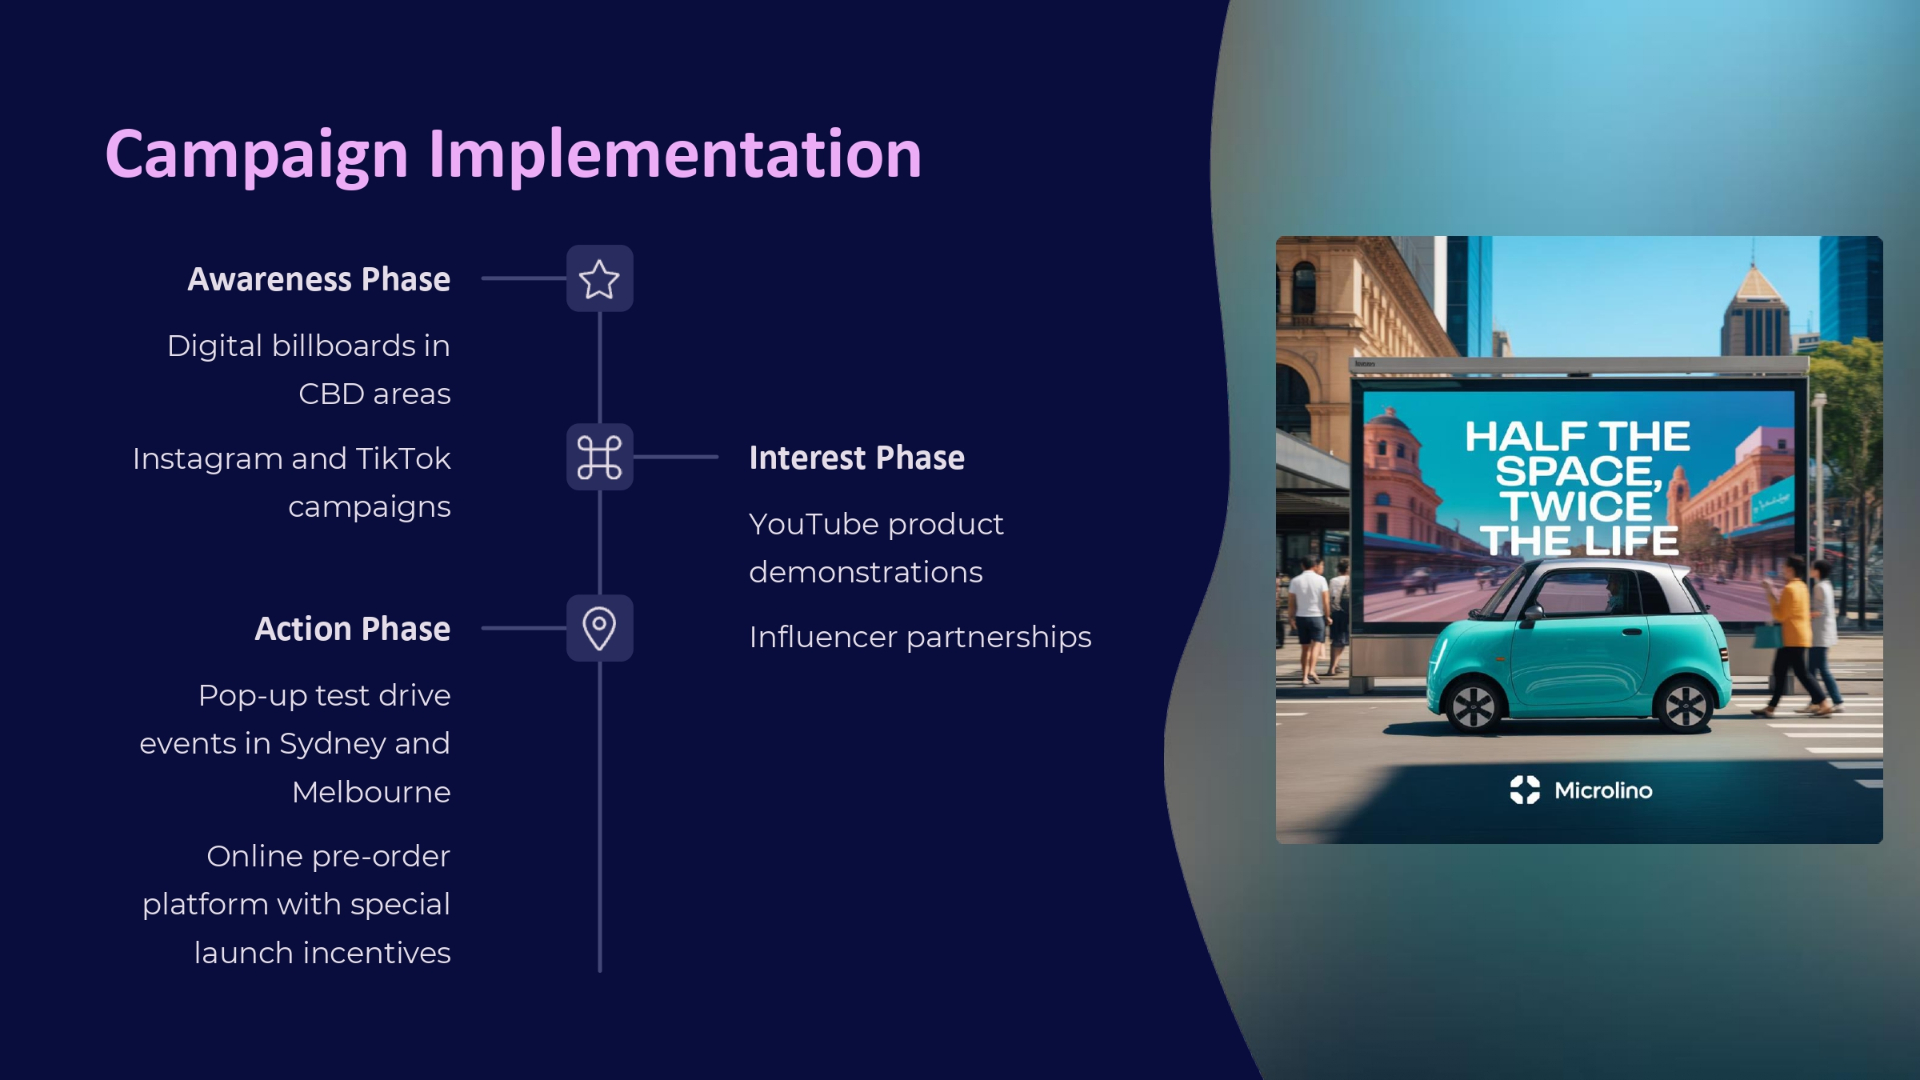 Campaign Implementation
Awareness Phase
Digital billboards in
CBD areas
Instagram and TikTok
campaigns
Interest Phase
YouTube product
demonstrations
Influencer partnerships
Action Phase
Pop-up test drive
events in Sydney and
Melbourne
Online pre-order
platform with special
launch incentives
HALF THE
SPACE,
TWICE
THE LIFE
Microlino